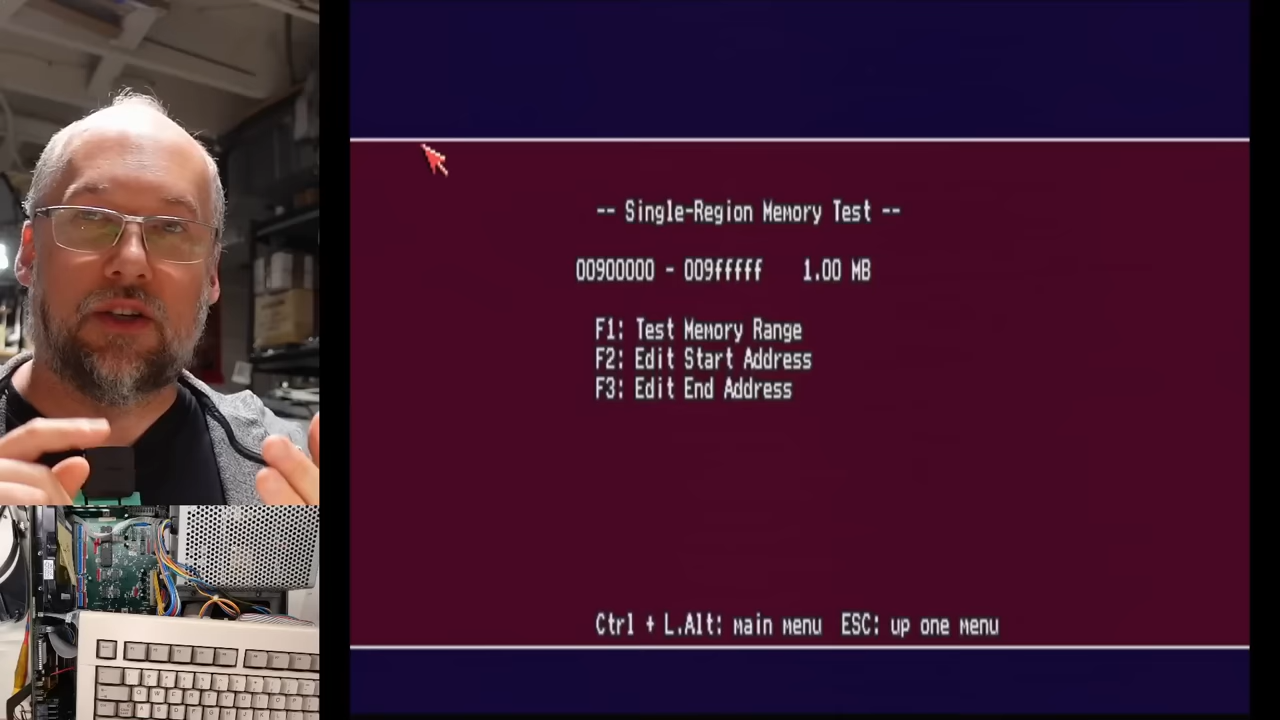 -- Single-Region Memory Test --
00900000 - 009fffff 1.00 MB
F1: Test Memory Range
F2: Edit Start Address
F3: Edit End Address
Ctrl + L.Alt: main menu ESC: up one menu